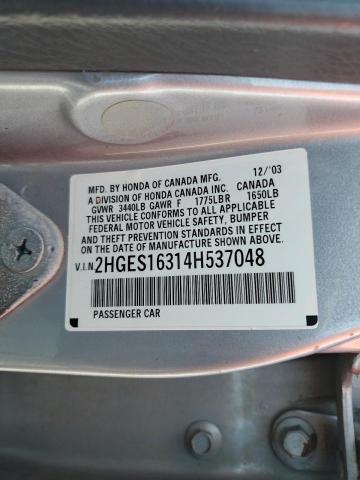 MFD. BY HONDA OF CANADA MFG. 12/'03
A DIVISION OF HONDA CANADA INC. CANADA
GVWR 3440LB GAWR F 1775LBR 1650LB
THIS VEHICLE CONFORMS TO ALL APPLICABLE
FEDERAL MOTOR VEHICLE SAFETY, BUMPER
AND THEFT PREVENTION STANDARDS IN EFFECT
ON THE DATE OF MANUFACTURE SHOWN ABOVE.
V.I.N. 2HGES16314H537048
PASSENGER CAR